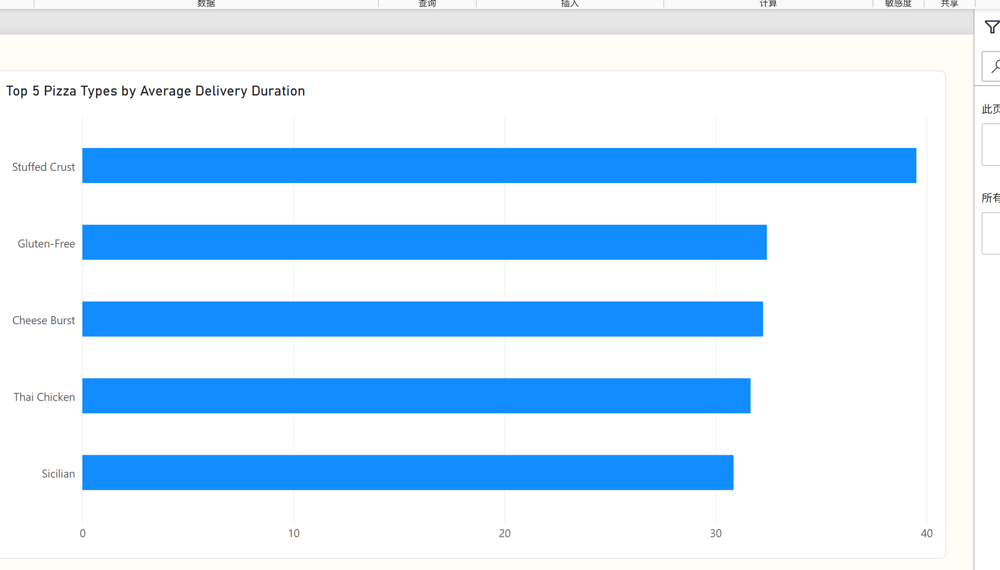 数据 查询 插入 计算 敏感度 共享
Top 5 Pizza Types by Average Delivery Duration
此页
Stuffed Crust
所有
Gluten-Free
Cheese Burst
Thai Chicken
Sicilian
0 10 20 30 40